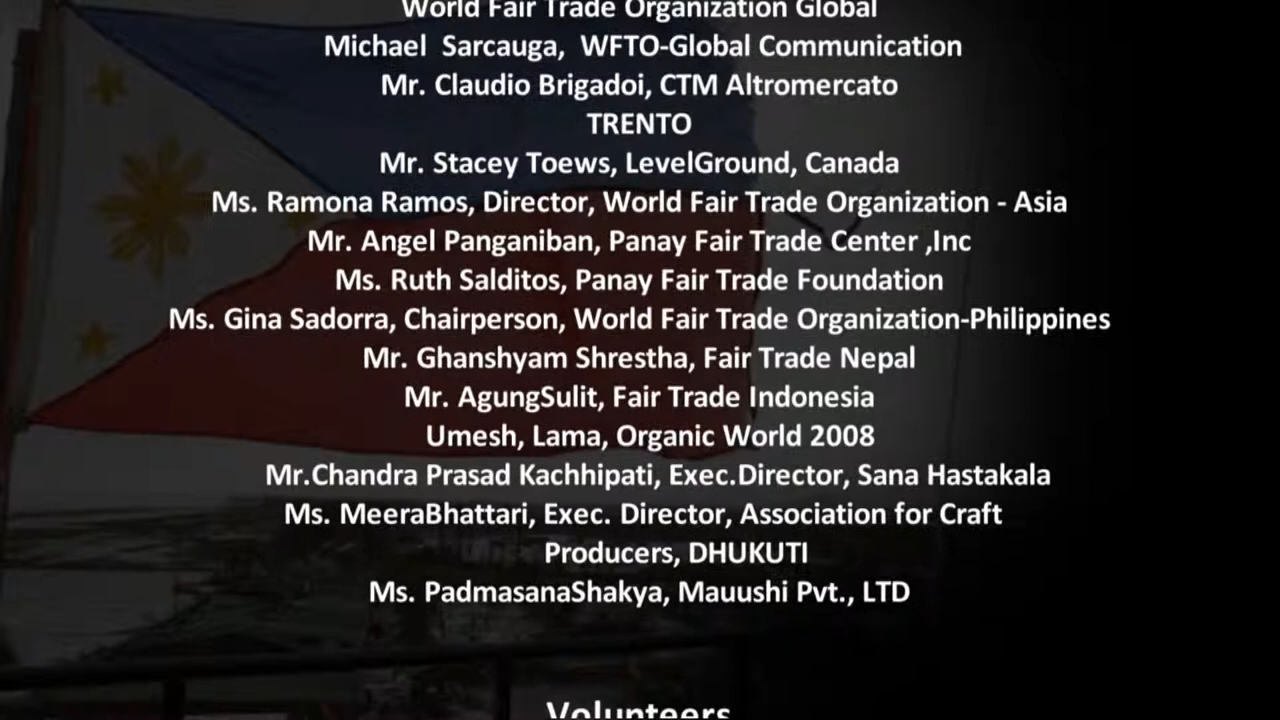 World Fair Trade Organization Global
Michael Sarcauga, WFTO-Global Communication
Mr. Claudio Brigadoi, CTM Altromercato
TRENTO
Mr. Stacey Toews, LevelGround, Canada
Ms. Ramona Ramos, Director, World Fair Trade Organization - Asia
Mr. Angel Panganiban, Panay Fair Trade Center ,Inc
Ms. Ruth Salditos, Panay Fair Trade Foundation
Ms. Gina Sadorra, Chairperson, World Fair Trade Organization-Philippines
Mr. Ghanshyam Shrestha, Fair Trade Nepal
Mr. AgungSulit, Fair Trade Indonesia
Umesh, Lama, Organic World 2008
Mr.Chandra Prasad Kachhipati, Exec.Director, Sana Hastakala
Ms. MeeraBhattari, Exec. Director, Association for Craft
Producers, DHUKUTI
Ms. PadmasanaShakya, Mauushi Pvt., LTD
Volunteers